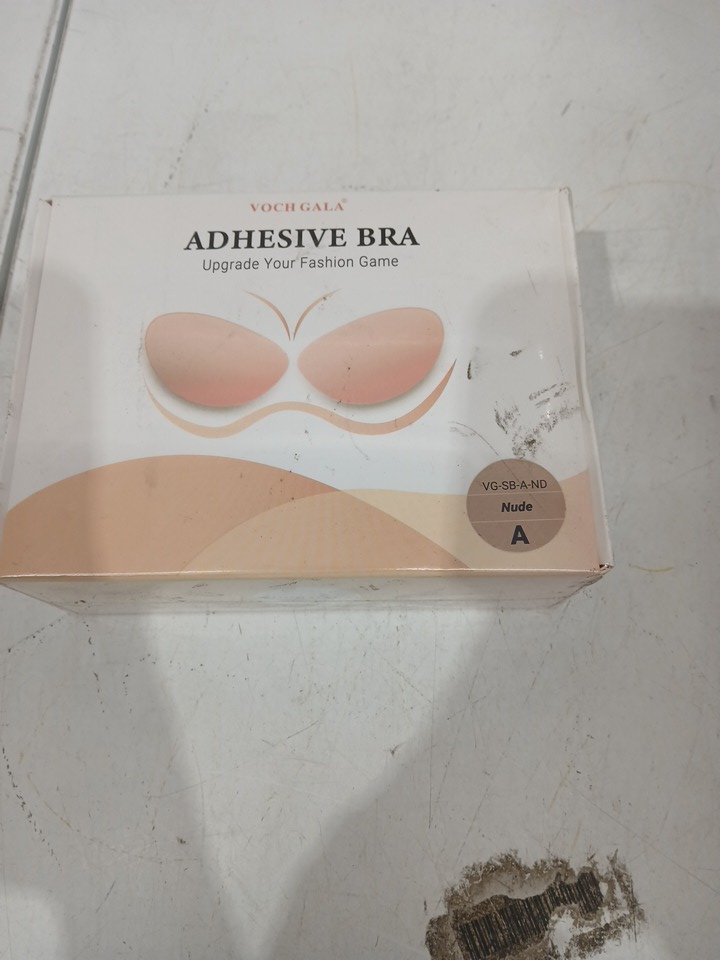 VOCH GALA®
ADHESIVE BRA
Upgrade Your Fashion Game
VG-SB-A-ND
Nude
A